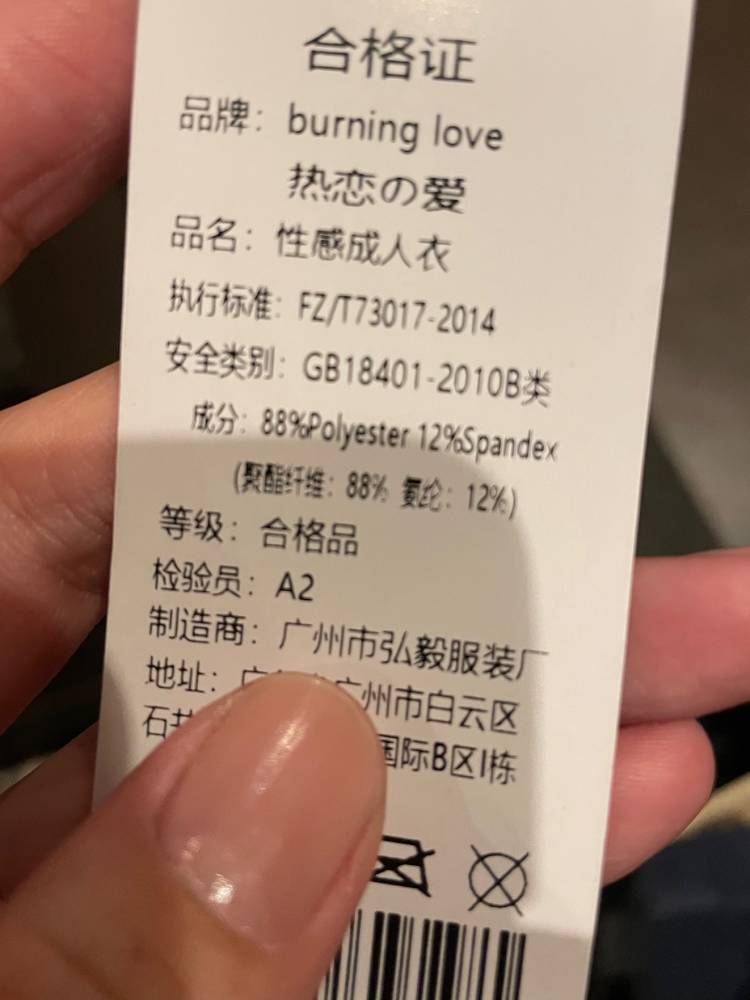 合格证
品牌：burning love
热恋の爱
品名：性感成人衣
执行标准：FZ/T73017-2014
安全类别：GB18401-2010B类
成分：88%Polyester 12%Spandex
(聚酯纤维：88% 氨纶：12%)
等级：合格品
检验员：A2
制造商：广州市弘毅服装厂
地址：广州市白云区
石井国际B区I栋